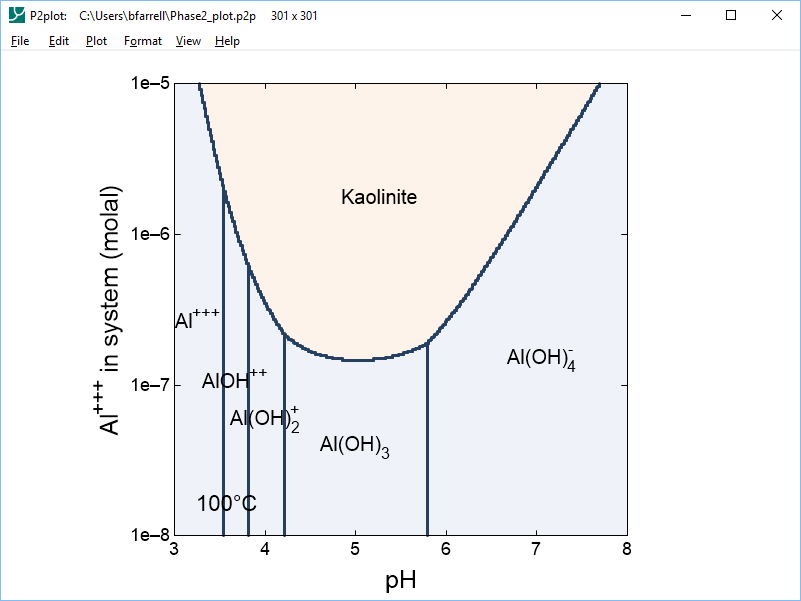 P2plot: C:\Users\bfarrell\Phase2_plot.p2p 301 x 301
File Edit Plot Format View Help
1e–5
Kaolinite
1e–6
Al+++ in system (molal)
Al+++
Al(OH)4-
AlOH++
1e–7
Al(OH)2+
Al(OH)3
100°C
1e–8
3 4 5 6 7 8
pH